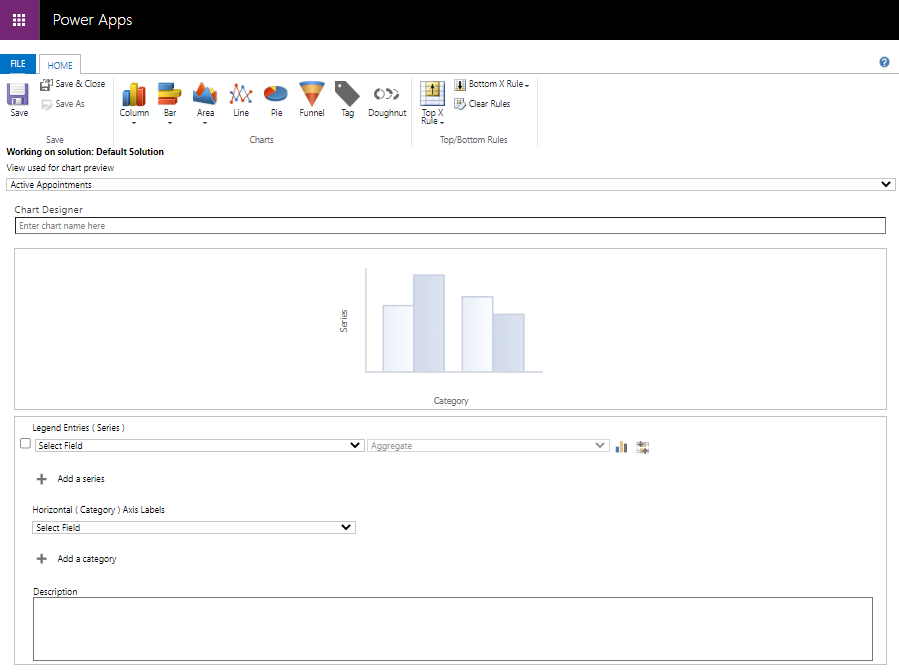 Power Apps
FILE
HOME
Save
Save & Close
Save As
Save
Column
Bar
Area
Line
Pie
Funnel
Tag
Doughnut
Charts
Top X
Rule
Bottom X Rule
Clear Rules
Top/Bottom Rules
Working on solution: Default Solution
View used for chart preview
Active Appointments
Chart Designer
Enter chart name here
Series
Category
Legend Entries ( Series )
Select Field
Aggregate
Add a series
Horizontal ( Category ) Axis Labels
Select Field
Add a category
Description